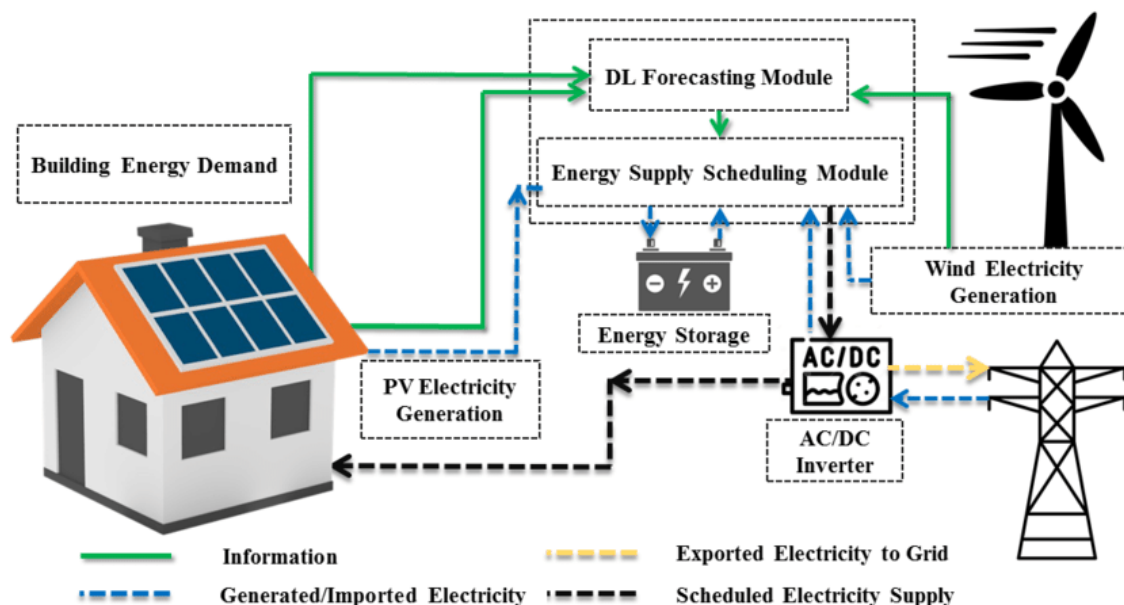 DL Forecasting Module
Building Energy Demand
Energy Supply Scheduling Module
Wind Electricity
Generation
Energy Storage
AC/DC
PV Electricity
Generation
AC/DC
Inverter
Information
Exported Electricity to Grid
Generated/Imported Electricity
Scheduled Electricity Supply